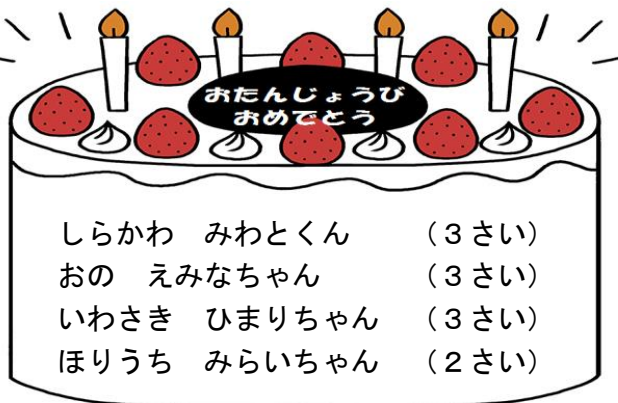 おたんじょうび
おめでとう
しらかわ　みわとくん　（３さい）
おの　えみなちゃん　（３さい）
いわさき　ひまりちゃん　（３さい）
ほりうち　みらいちゃん　（２さい）